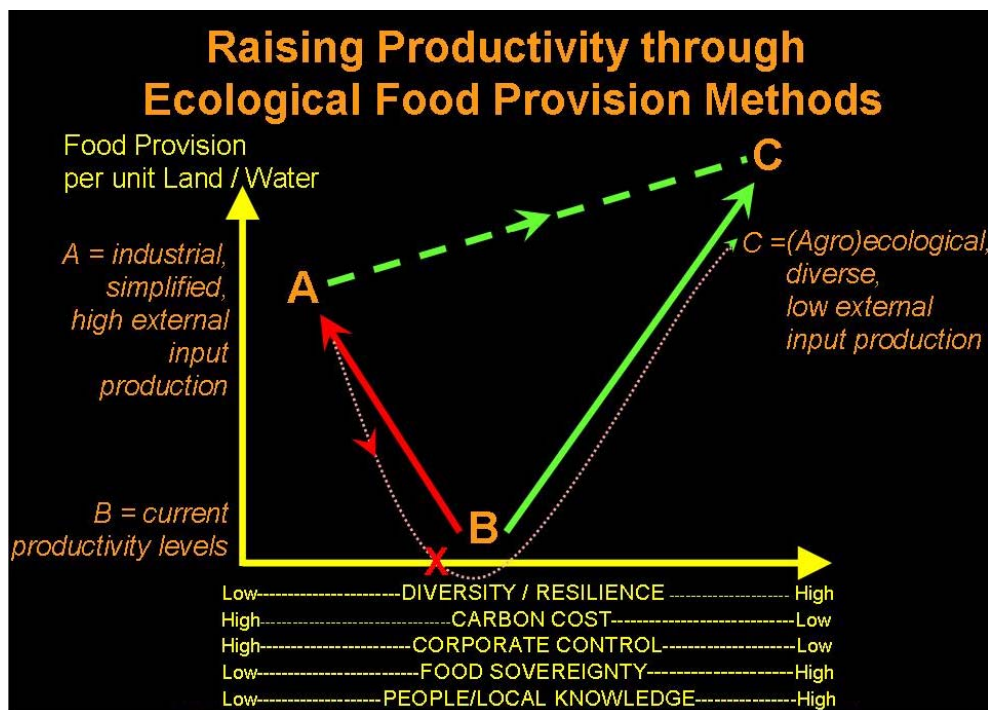 Raising Productivity through
Ecological Food Provision Methods
Food Provision
per unit Land / Water
A = industrial,
simplified,
high external
input
production
A
C
C =(Agro)ecological,
diverse,
low external
input production
B = current
productivity levels
B
X
Low-----------------------DIVERSITY / RESILIENCE --------------------High
High-------------------------------CARBON COST----------------------------Low
High------------------------CORPORATE CONTROL---------------------Low
Low-------------------------FOOD SOVEREIGNTY-----------------------High
Low-------------------PEOPLE/LOCAL KNOWLEDGE----------------High